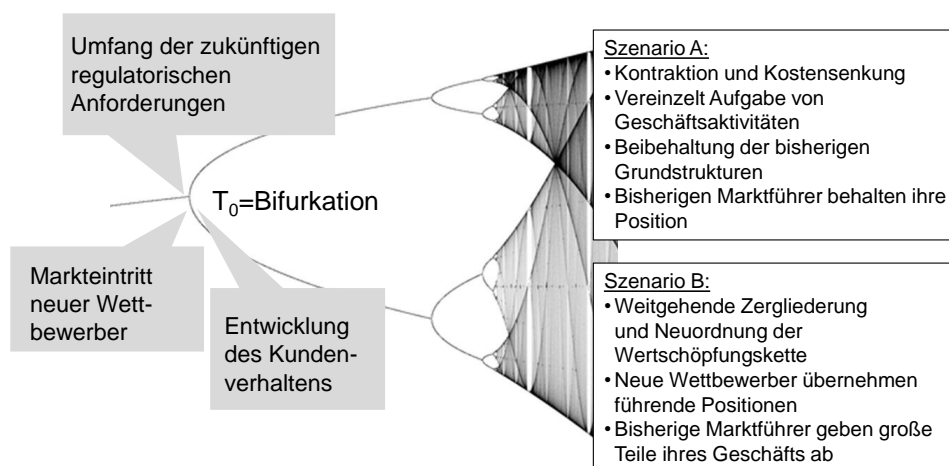 Umfang der zukünftigen
regulatorischen
Anforderungen
T₀=Bifurkation
Markteintritt
neuer Wett-
bewerber
Entwicklung
des Kunden-
verhaltens
Szenario A:
• Kontraktion und Kostensenkung
• Vereinzelt Aufgabe von
Geschäftsaktivitäten
• Beibehaltung der bisherigen
Grundstrukturen
• Bisherigen Marktführer behalten ihre
Position
Szenario B:
• Weitgehende Zergliederung
und Neuordnung der
Wertschöpfungskette
• Neue Wettbewerber übernehmen
führende Positionen
• Bisherige Marktführer geben große
Teile ihres Geschäfts ab